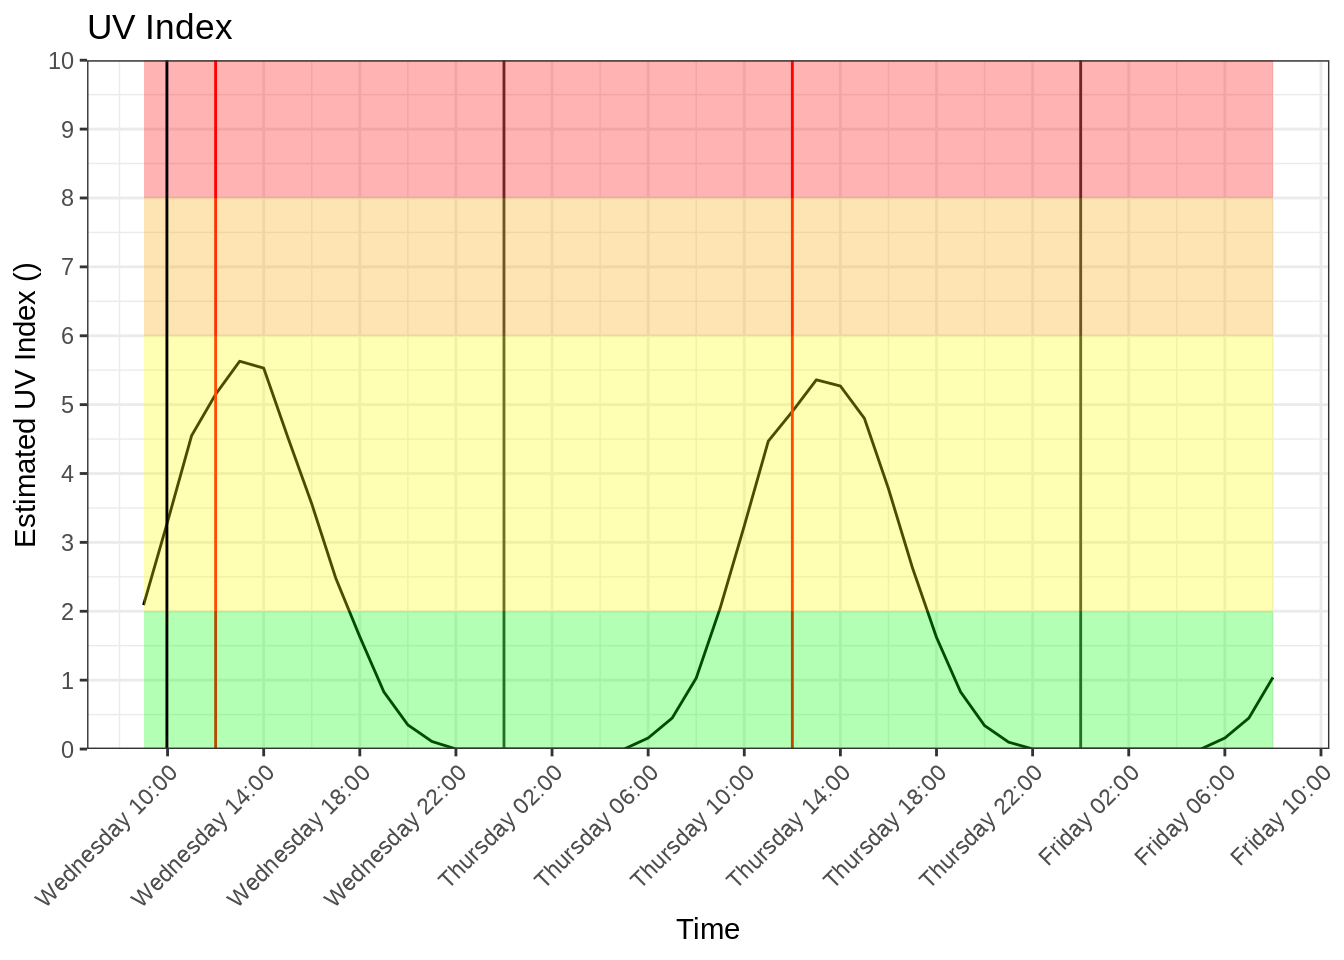 UV Index
Estimated UV Index ()
10
9
8
7
6
5
4
3
2
1
0
Wednesday 10:00
Wednesday 14:00
Wednesday 18:00
Wednesday 22:00
Thursday 02:00
Thursday 06:00
Thursday 10:00
Thursday 14:00
Thursday 18:00
Thursday 22:00
Friday 02:00
Friday 06:00
Friday 10:00
Time